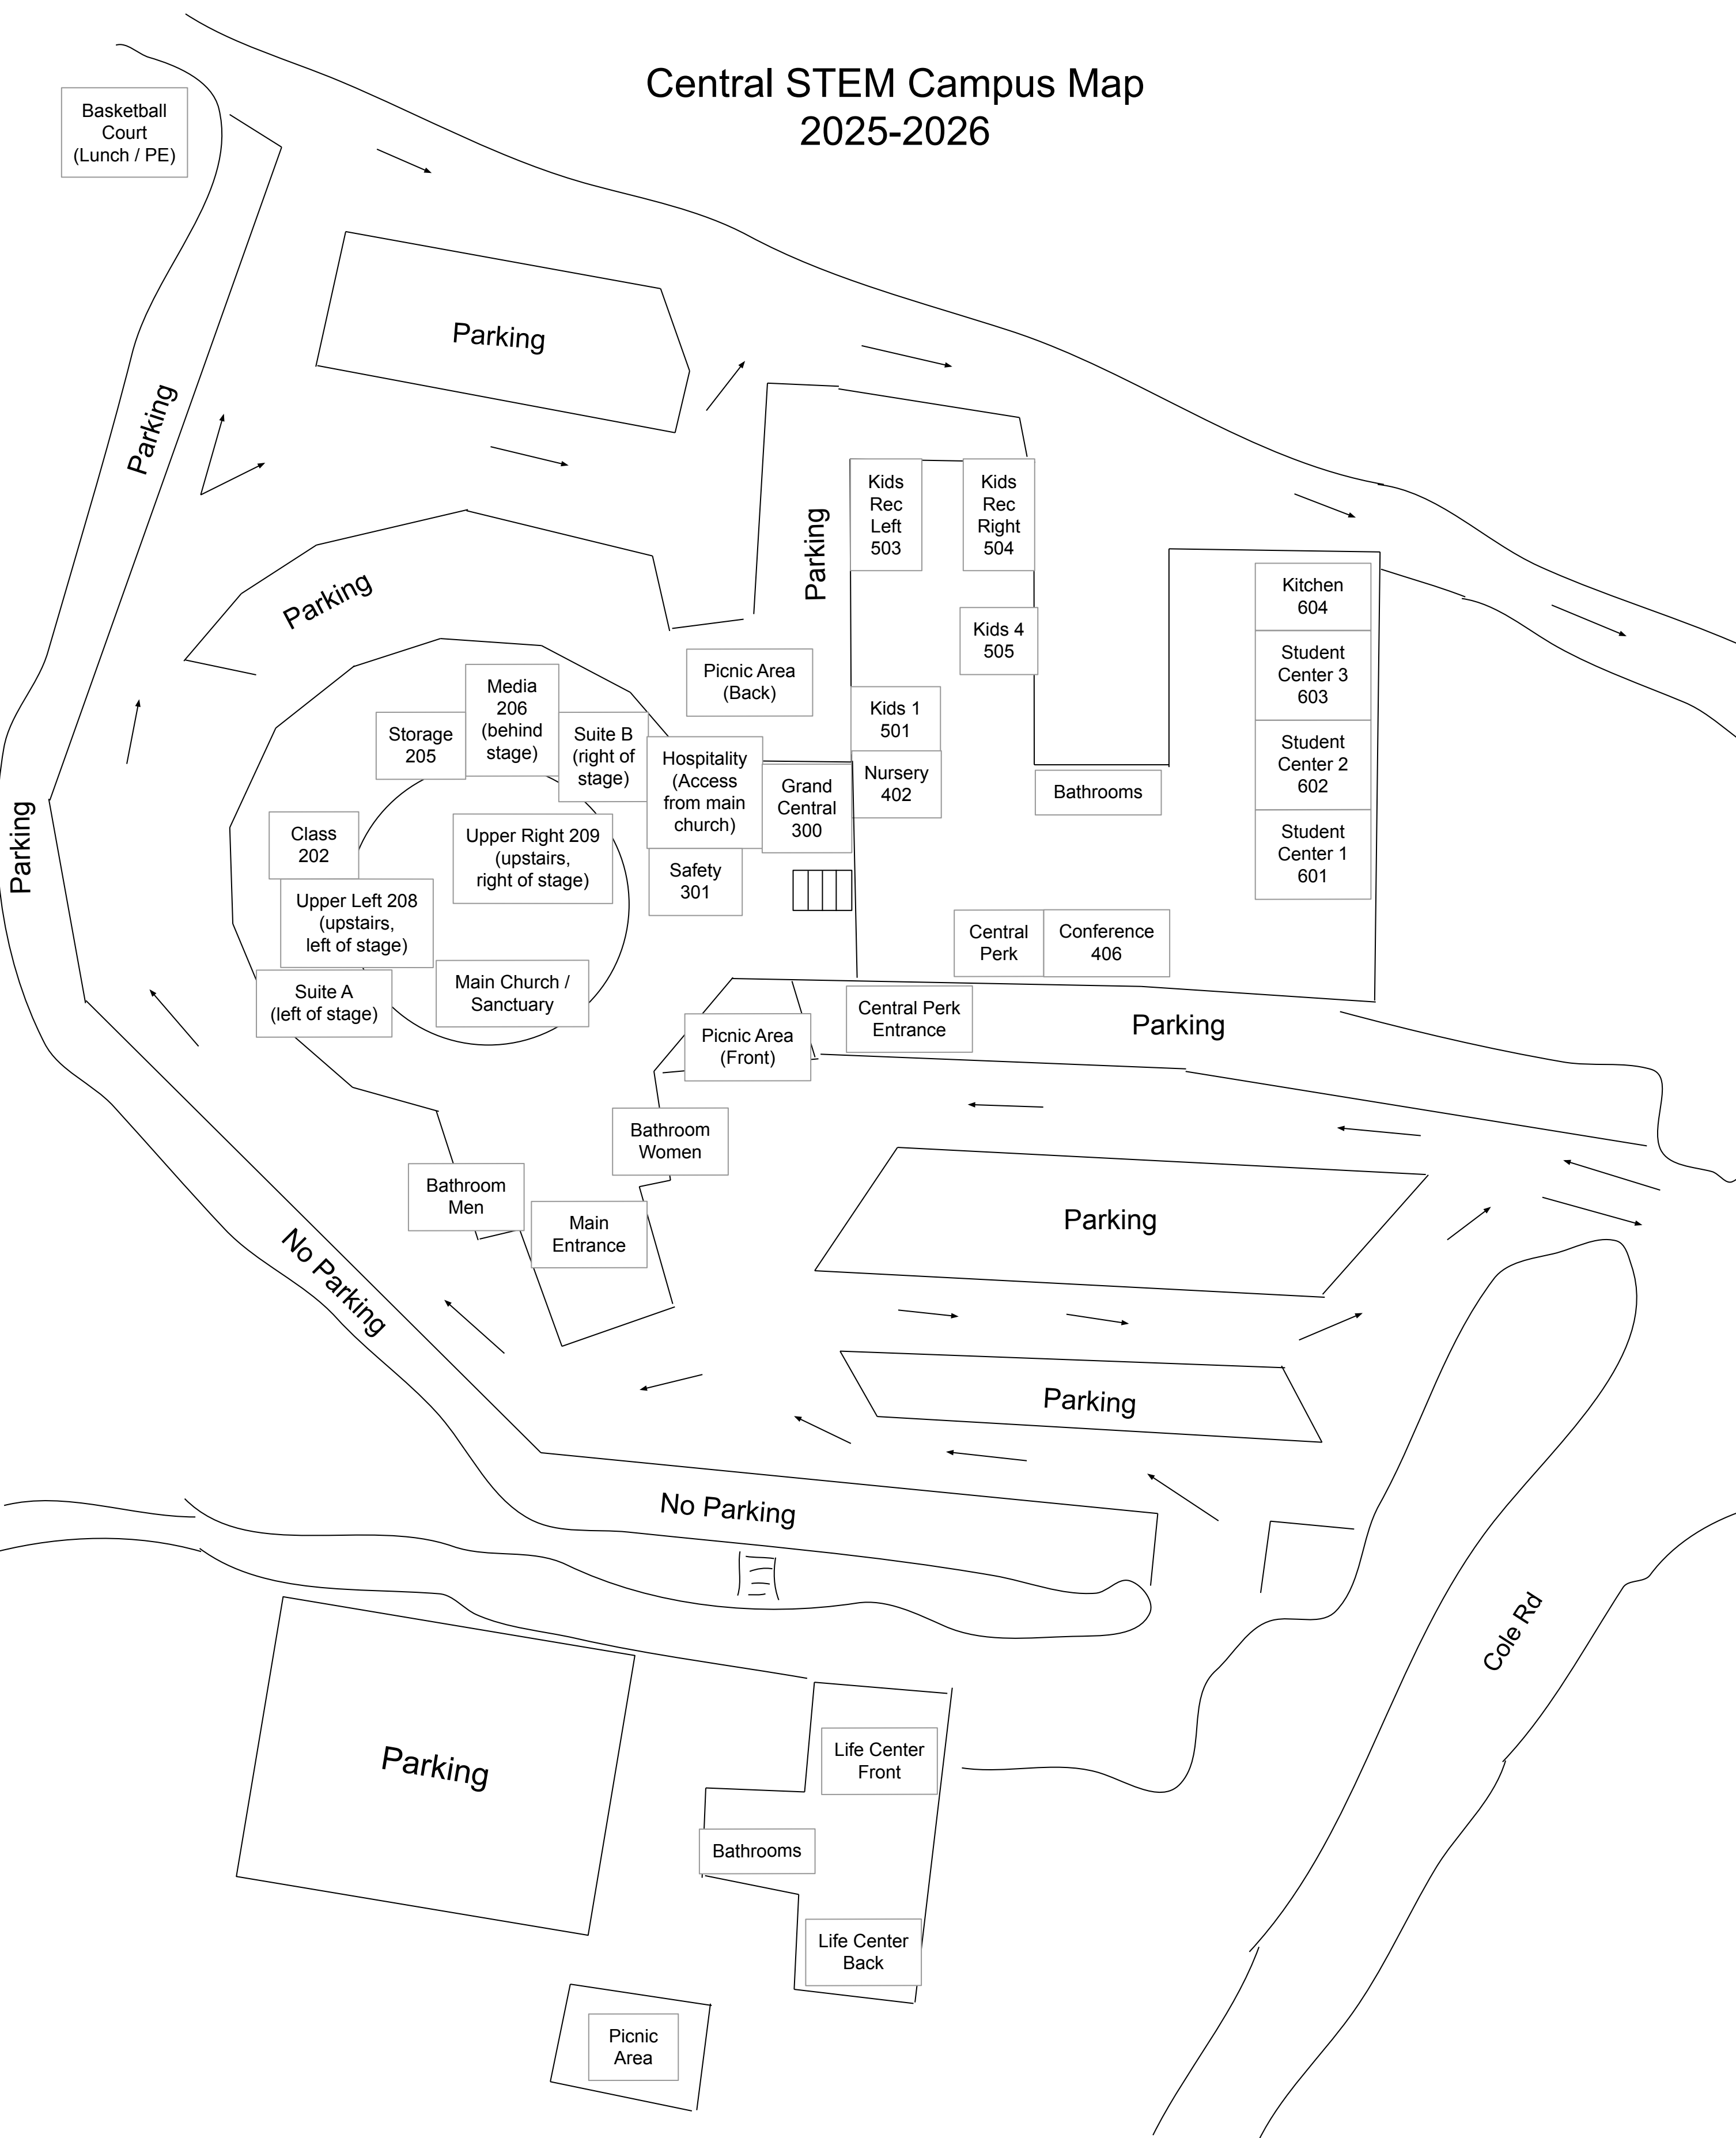 Central STEM Campus Map
2025-2026
Basketball
Court
(Lunch / PE)
Parking
Parking
Parking
Parking
Parking
Kids
Rec
Left
503
Kids
Rec
Right
504
Kids 4
505
Kitchen
604
Student
Center 3
603
Student
Center 2
602
Student
Center 1
601
Picnic Area
(Back)
Kids 1
501
Nursery
402
Bathrooms
Media
206
(behind
stage)
Storage
205
Suite B
(right of
stage)
Hospitality
(Access
from main
church)
Grand
Central
300
Safety
301
Class
202
Upper Right 209
(upstairs,
right of stage)
Upper Left 208
(upstairs,
left of stage)
Suite A
(left of stage)
Main Church /
Sanctuary
Central
Perk
Conference
406
Central Perk
Entrance
Parking
Picnic Area
(Front)
Bathroom
Women
Bathroom
Men
Main
Entrance
Parking
Parking
No Parking
No Parking
Cole Rd
Parking
Life Center
Front
Bathrooms
Life Center
Back
Picnic
Area